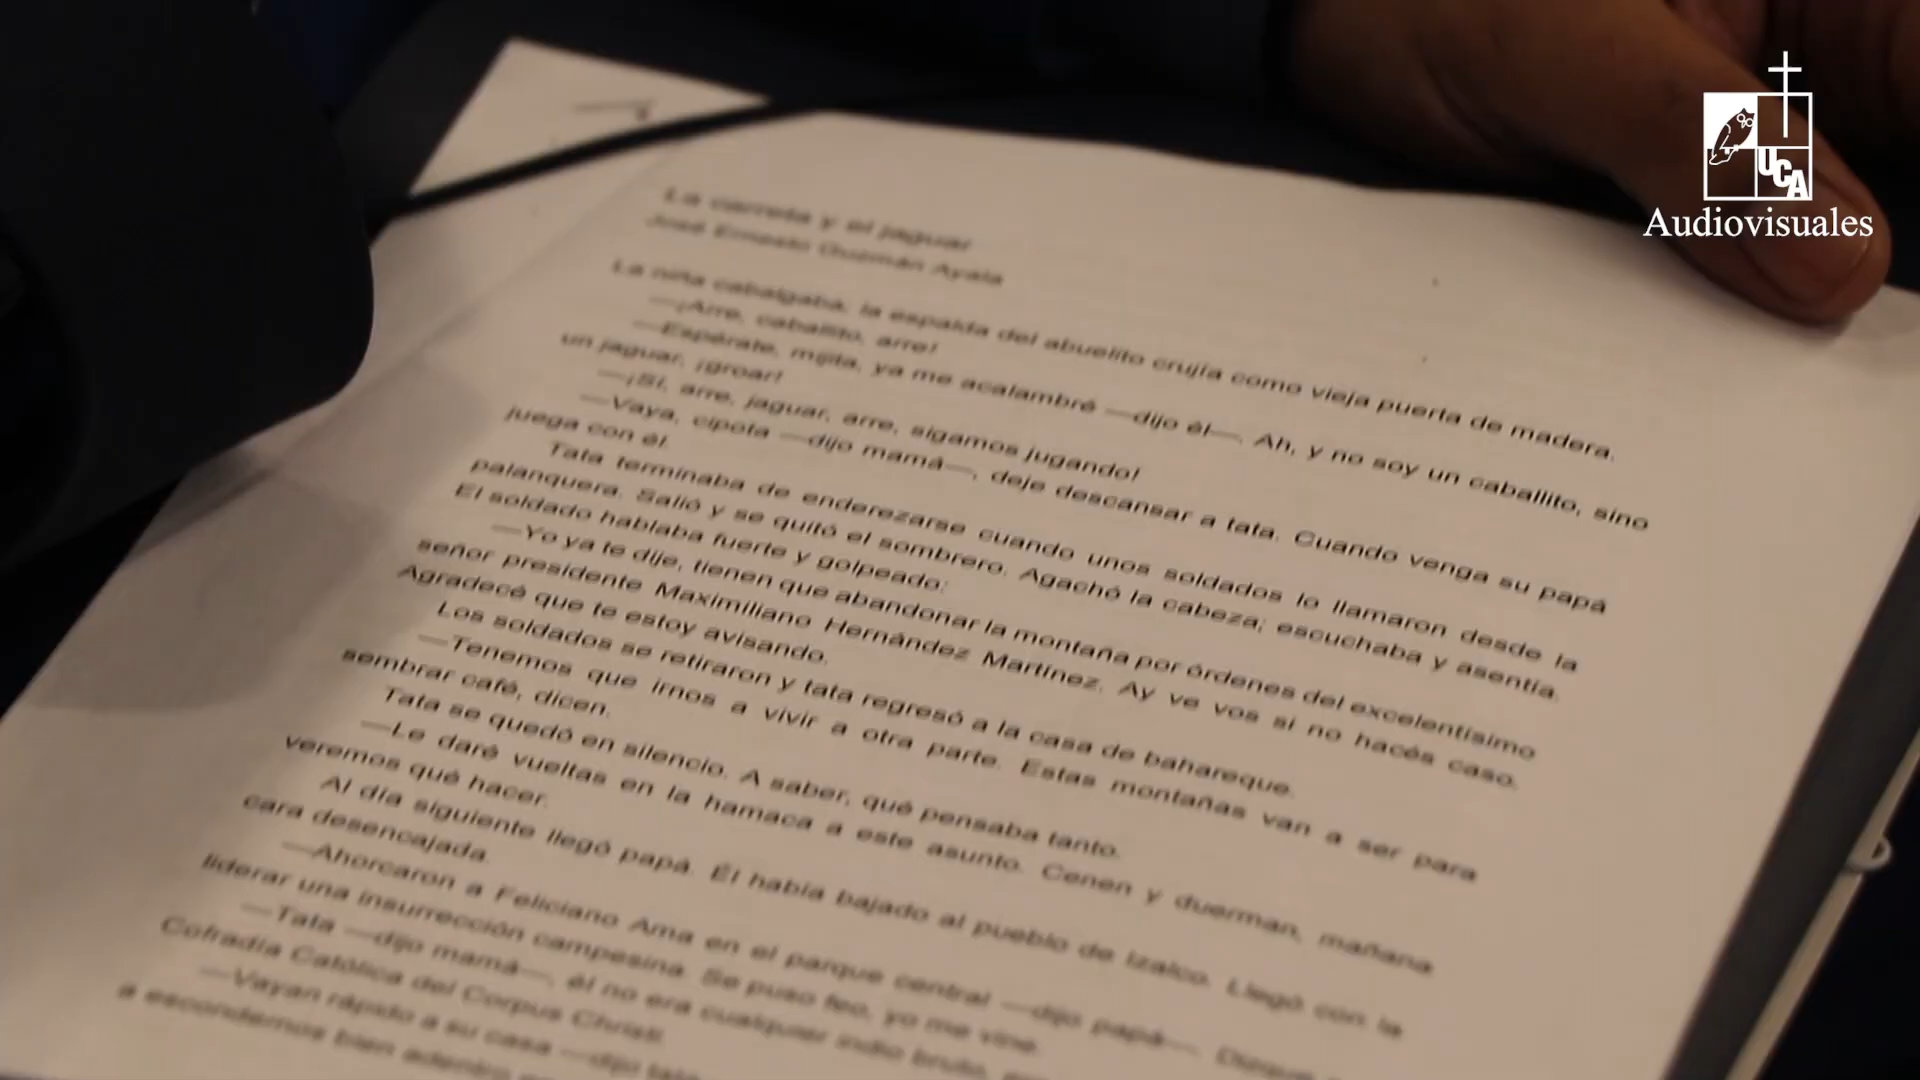 UCA
Audiovisuales
La carreta y el jaguar
José Ernesto Guzmán Ayala
La niña cabalgaba, la espalda del abuelito crujía como vieja puerta de madera.
—¡Arre, caballito, arre!
—Espérate, mijita, ya me acalambré —dijo él—. Ah, y no soy un caballito, sino
un jaguar, ¡groar!
—¡Sí, arre, jaguar, arre, sigamos jugando!
—Vaya, cipota —dijo mamá—, deje descansar a tata. Cuando venga su papá
juega con él.
Tata terminaba de enderezarse cuando unos soldados lo llamaron desde la
palanquera. Salió y se quitó el sombrero. Agachó la cabeza; escuchaba y asentía.
El soldado hablaba fuerte y golpeado:
—Yo ya te dije, tienen que abandonar la montaña por órdenes del excelentísimo
señor presidente Maximiliano Hernández Martínez. Ay ve vos si no hacés caso.
Agradecé que te estoy avisando.
Los soldados se retiraron y tata regresó a la casa de bahareque.
—Tenemos que irnos a vivir a otra parte. Estas montañas van a ser para
sembrar café, dicen.
Tata se quedó en silencio. A saber, qué pensaba tanto.
—Le daré vueltas en la hamaca a este asunto. Cenen y duerman, mañana
veremos qué hacer.
Al día siguiente llegó papá. Él había bajado al pueblo de Izalco. Llegó con la
cara desencajada.
—Ahorcaron a Feliciano Ama en el parque central —dijo papá—. Dizque
liderar una insurrección campesina. Se puso feo, yo me vine.
—Tata —dijo mamá—, él no era cualquier indio bruto,
Cofradía Católica del Corpus Christi.
—Vayan rápido a su casa —dijo tata
a escondernos bien adentro